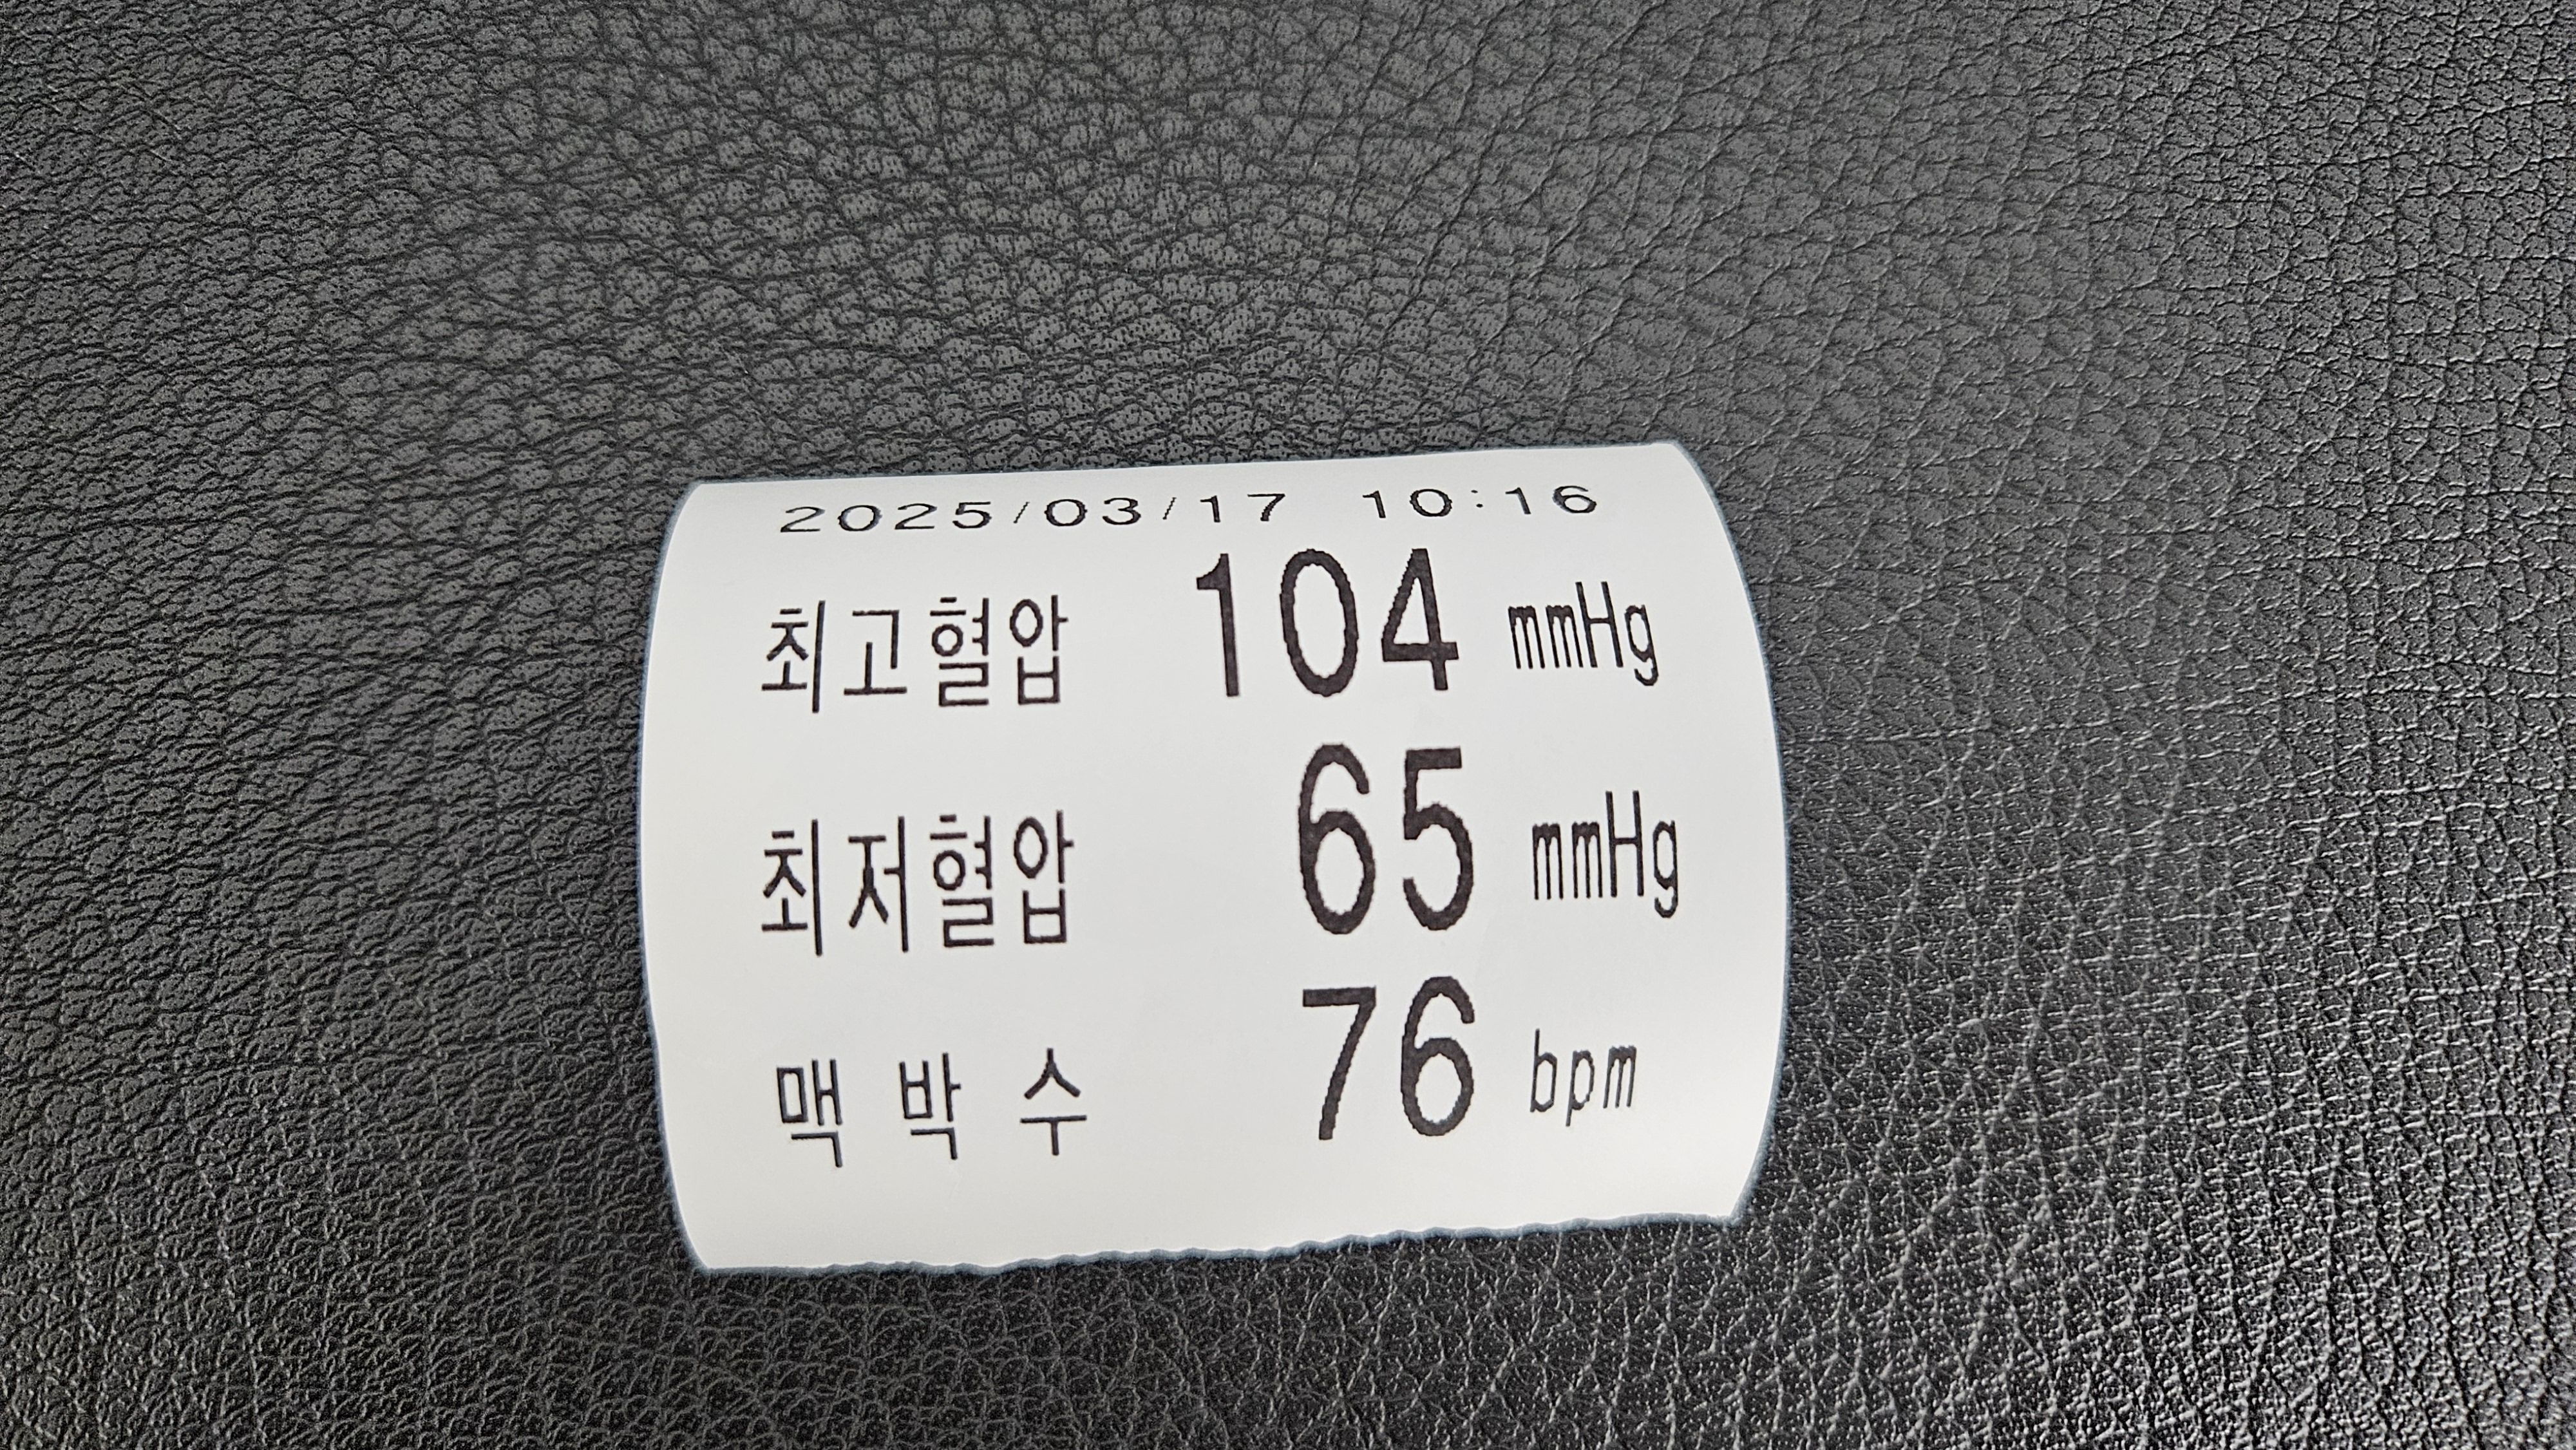 2025/03/17 10:16
최고혈압 104 mmHg
최저혈압 65 mmHg
맥 박 수 76 bpm